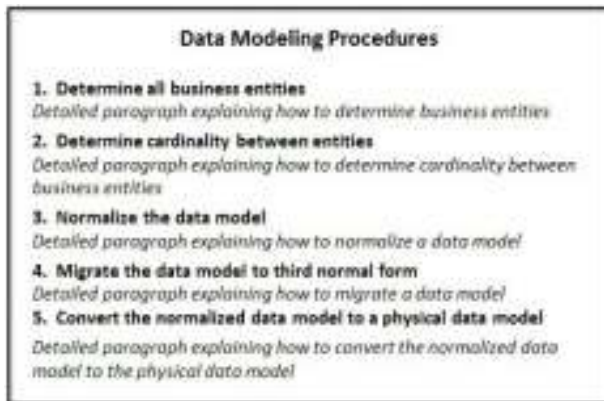 Data Modeling Procedures
1. Determine all business entities
Detailed paragraph explaining how to determine business entities
2. Determine cardinality between entities
Detailed paragraph explaining how to determine cardinality between
business entities
3. Normalize the data model
Detailed paragraph explaining how to normalize a data model
4. Migrate the data model to third normal form
Detailed paragraph explaining how to migrate a data model
5. Convert the normalized data model to a physical data model
Detailed paragraph explaining how to convert the normalized data
model to the physical data model